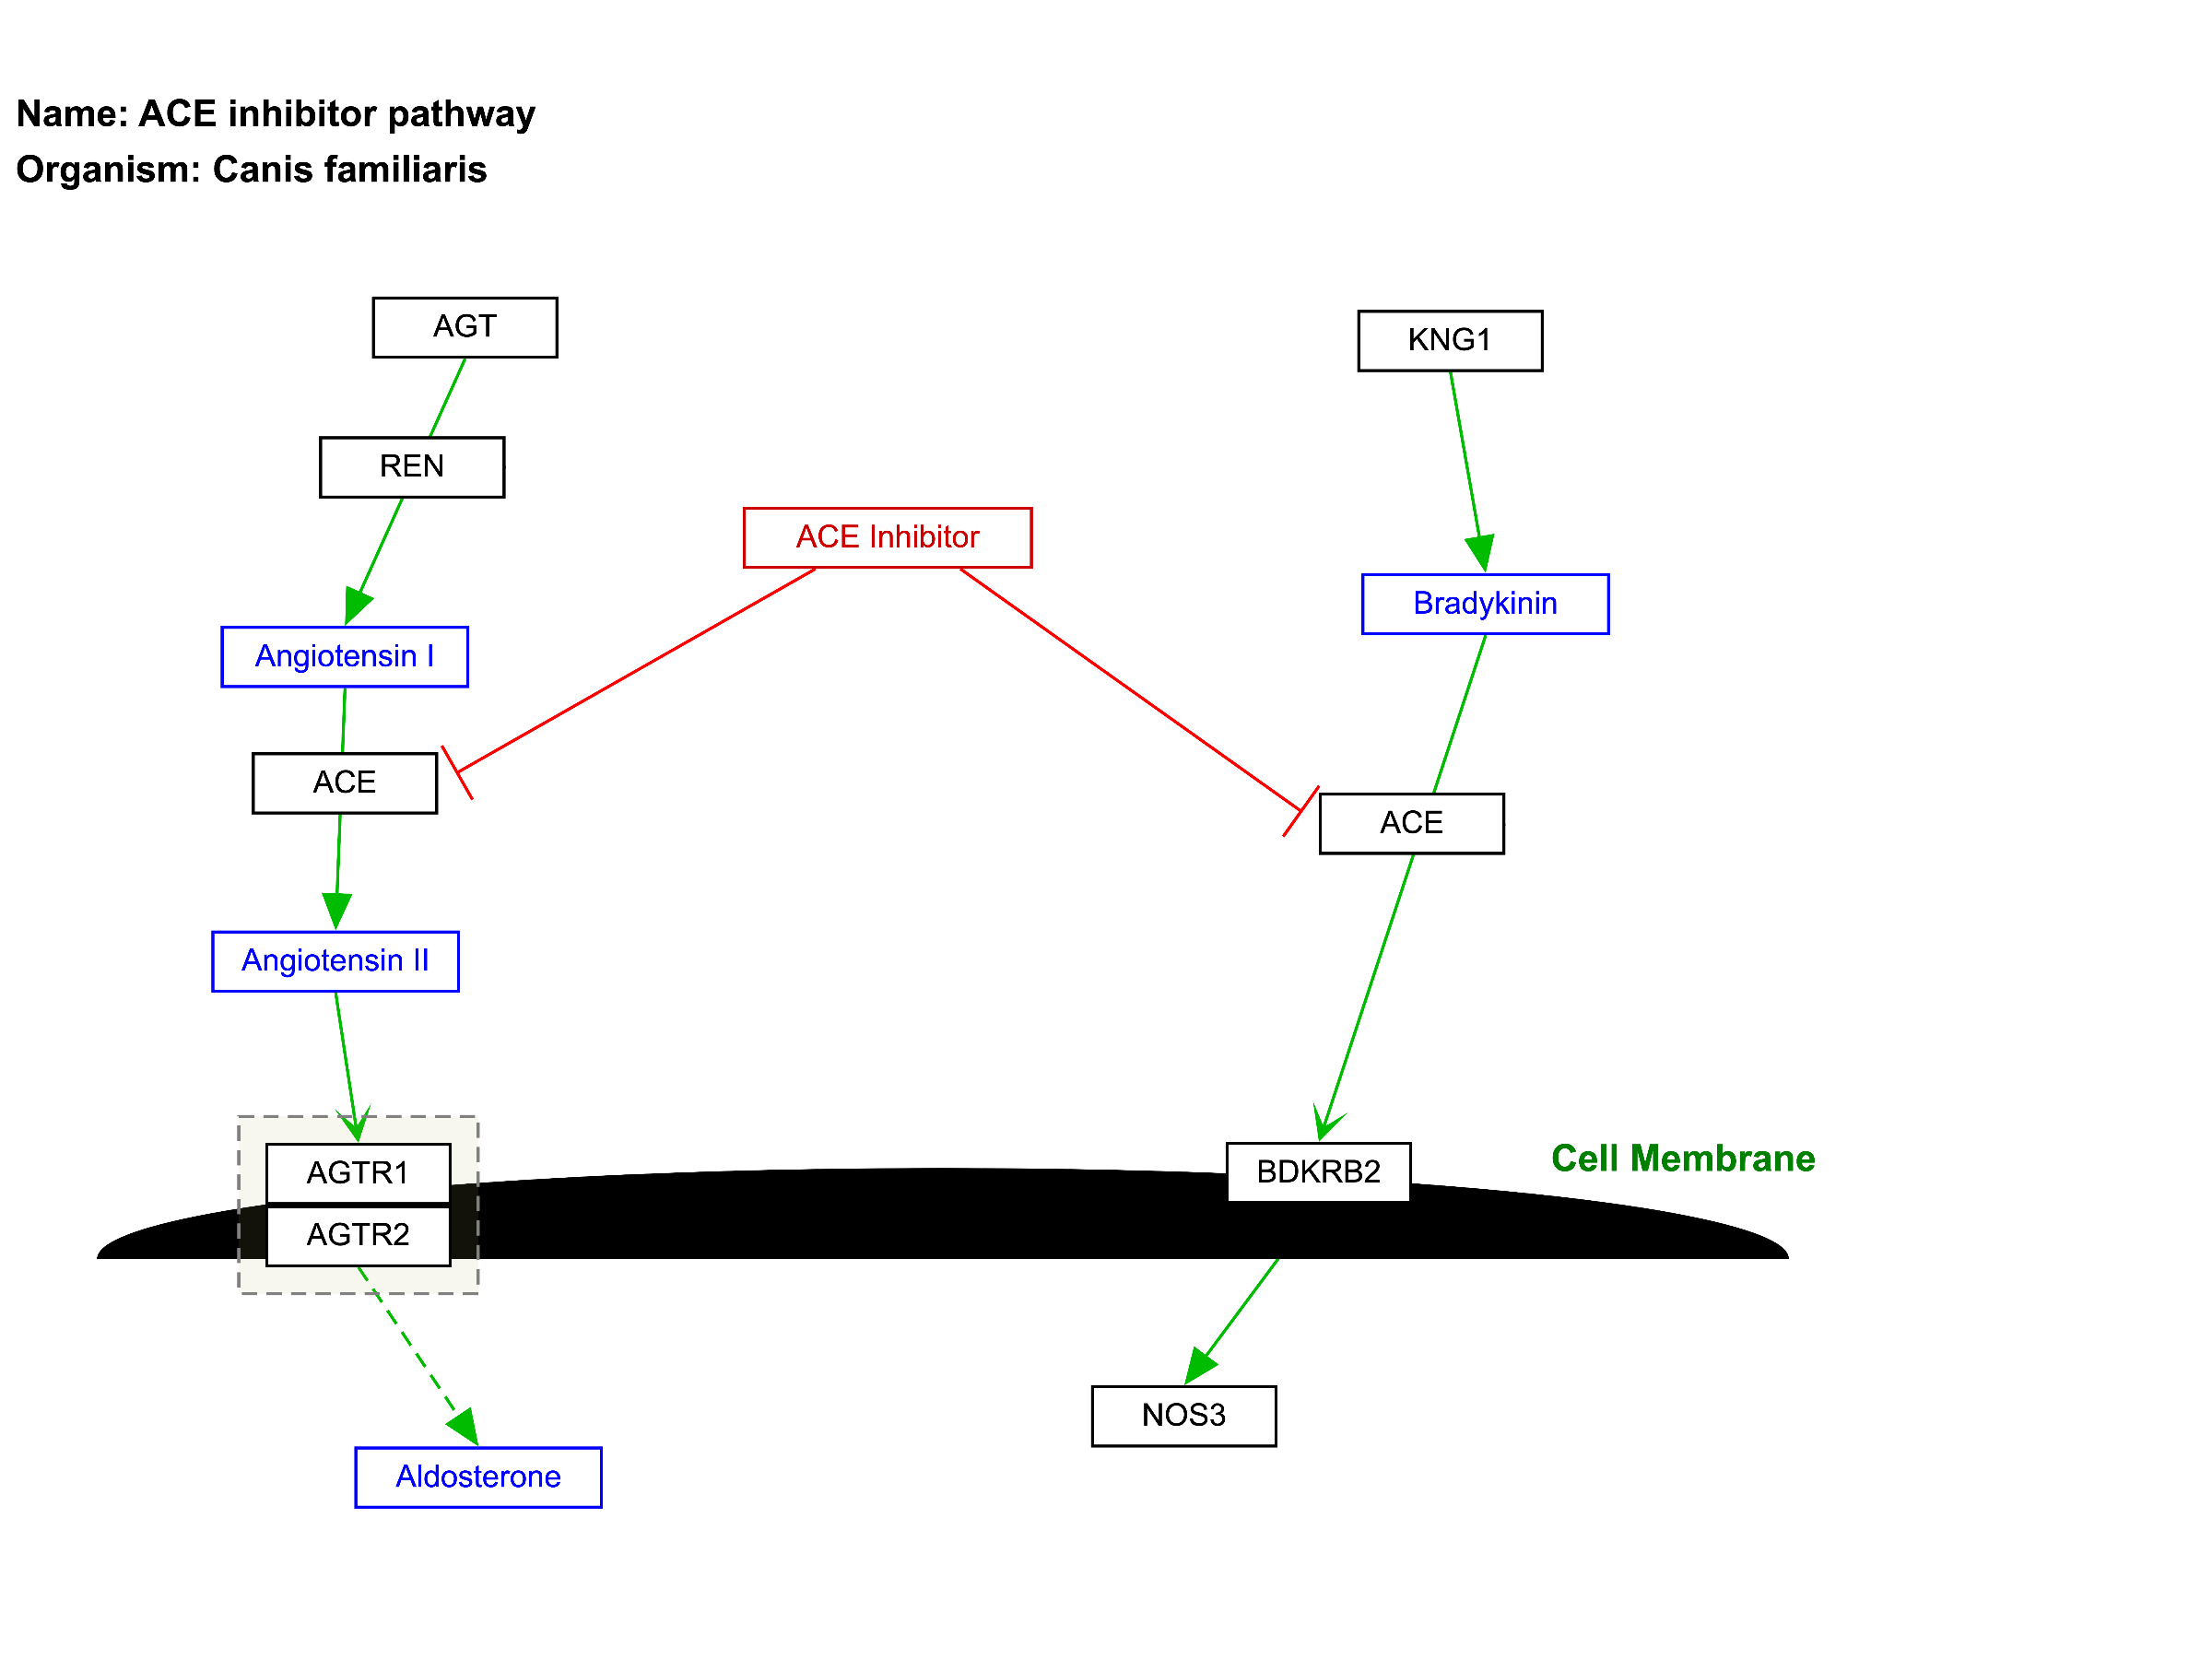 Name: ACE inhibitor pathway
Organism: Canis familiaris
AGT
KNG1
REN
ACE Inhibitor
Bradykinin
Angiotensin I
ACE
ACE
Angiotensin II
Cell Membrane
AGTR1
BDKRB2
AGTR2
NOS3
Aldosterone